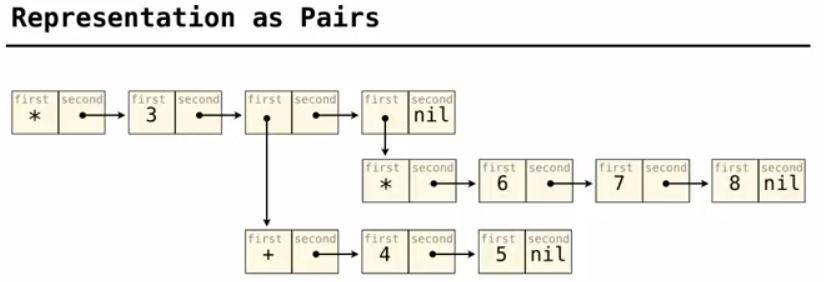 Representation as Pairs
first second first second first second first second
* 3 nil
first second first second first second first second
* 6 7 8 nil
first second first second first second
+ 4 5 nil